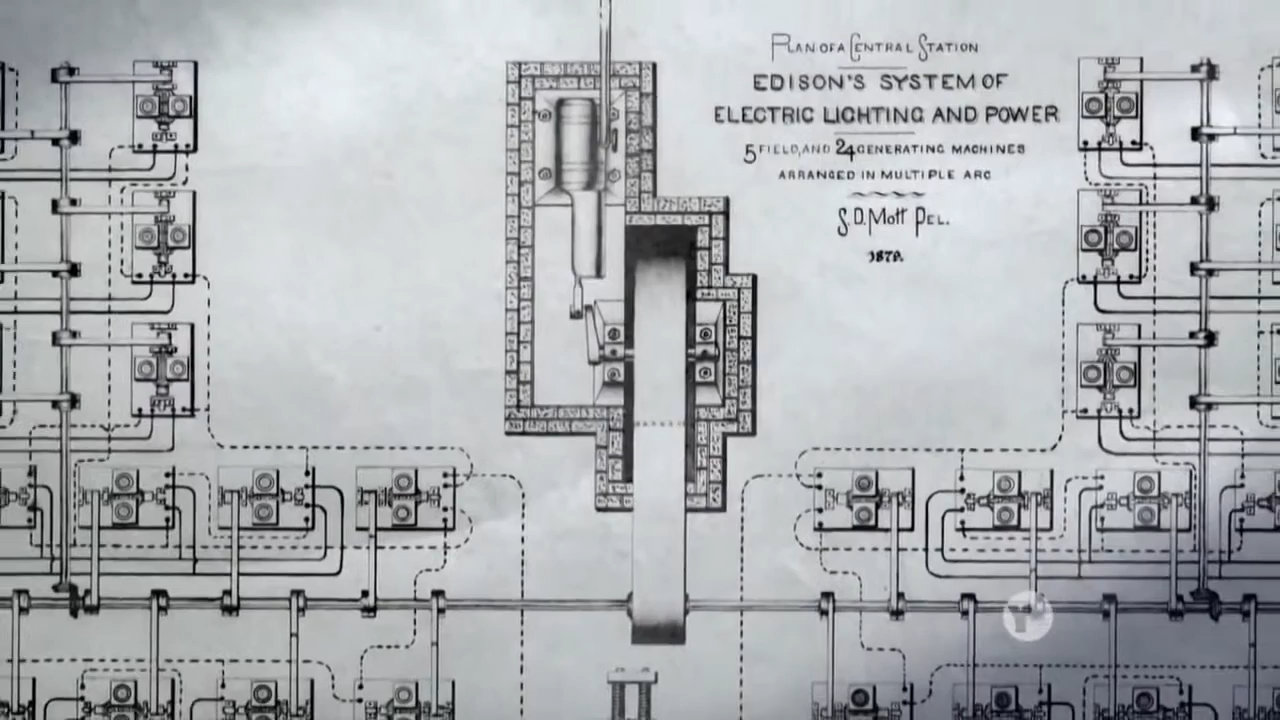 PLAN OF A CENTRAL STATION
EDISON'S SYSTEM OF
ELECTRIC LIGHTING AND POWER
5 FIELD, AND 24 GENERATING MACHINES
ARRANGED IN MULTIPLE ARC
S.D. Mott PEL.
1879.
Y